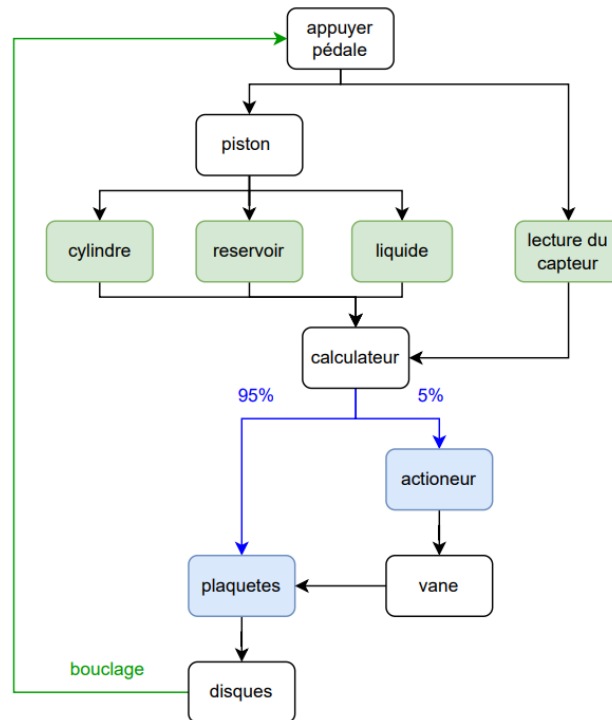 appuyer
pédale
piston
cylindre
reservoir
liquide
lecture du
capteur
calculateur
95%
5%
actioneur
plaquetes
vane
bouclage
disques